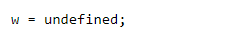 w = undefined;